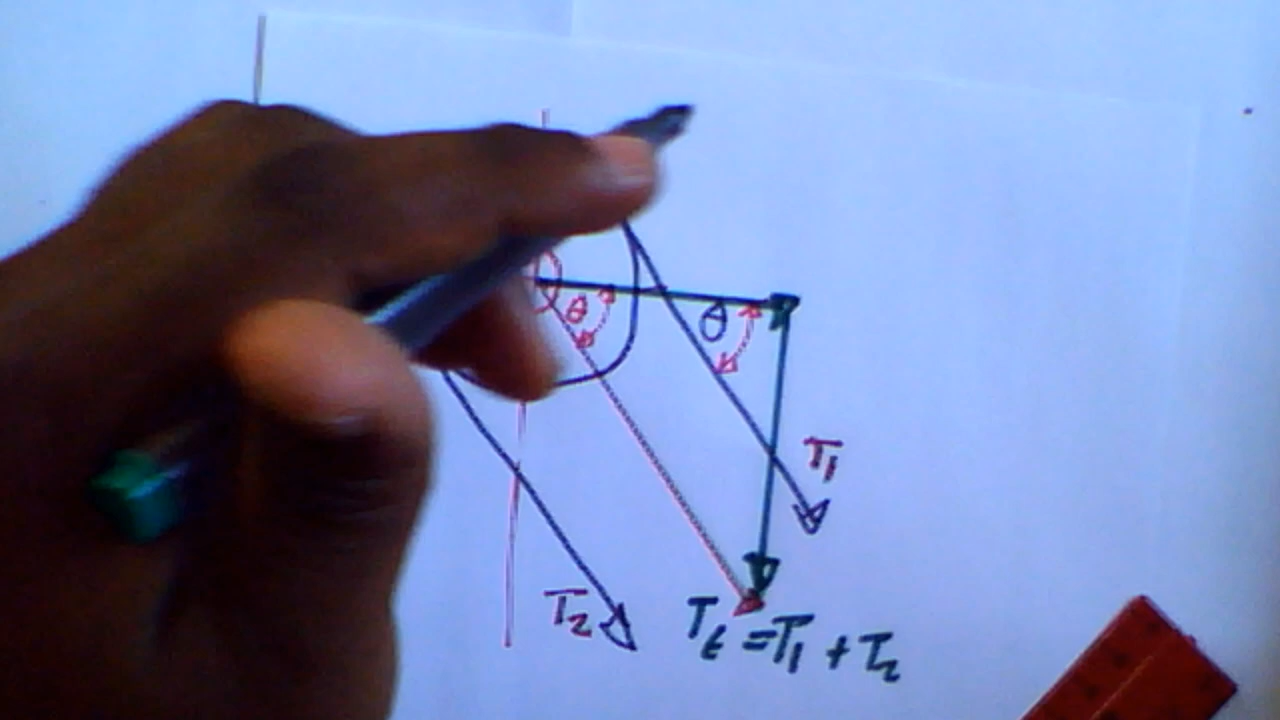 θ
θ
T₁
T₂
Tₜ = T₁ + T₂